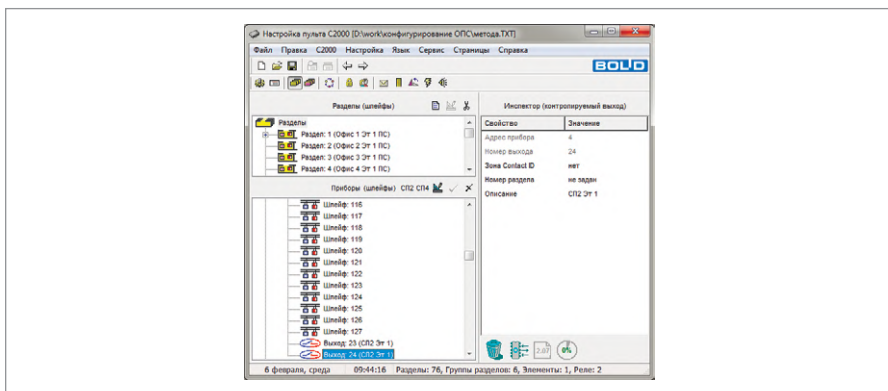 Настройка пульта С2000 [D:\work\конфигурирование ОПС\метода.TXT]
Файл Правка С2000 Настройка Язык Сервис Страницы Справка
BOLID
Разделы (шлейфы)
Разделы
Раздел: 1 (Офис 1 Эт 1 ПС)
Раздел: 2 (Офис 2 Эт 1 ПС)
Раздел: 3 (Офис 3 Эт 1 ПС)
Раздел: 4 (Офис 4 Эт 1 ПС)
Приборы (шлейфы) СП2 СП4
Шлейф: 116
Шлейф: 117
Шлейф: 118
Шлейф: 119
Шлейф: 120
Шлейф: 121
Шлейф: 122
Шлейф: 123
Шлейф: 124
Шлейф: 125
Шлейф: 126
Шлейф: 127
Выход: 23 (СП2 Эт 1)
Выход: 24 (СП2 Эт 1)
Инспектор (контролируемый выход)
Свойство Значение
Адрес прибора 4
Номер выхода 24
Зона Contact ID нет
Номер раздела не задан
Описание СП2 Эт 1
2.07
6 февраля, среда 09:44:16 Разделы: 76, Группы разделов: 6, Элементы: 1, Реле: 2